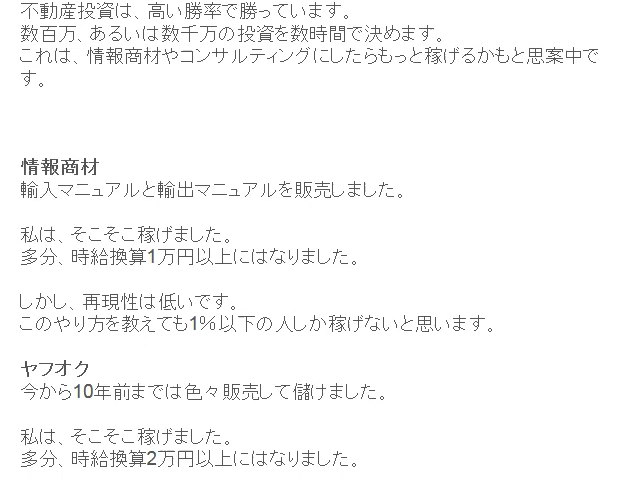 不動産投資は、高い勝率で勝っています。
数百万、あるいは数千万の投資を数時間で決めます。
これは、情報商材やコンサルティングにしたらもっと稼げるかもと思案中で
す。
情報商材
輸入マニュアルと輸出マニュアルを販売しました。
私は、そこそこ稼げました。
多分、時給換算1万円以上にはなりました。
しかし、再現性は低いです。
このやり方を教えても1％以下の人しか稼げないと思います。
ヤフオク
今から10年前までは色々販売して儲けました。
私は、そこそこ稼げました。
多分、時給換算2万円以上にはなりました。